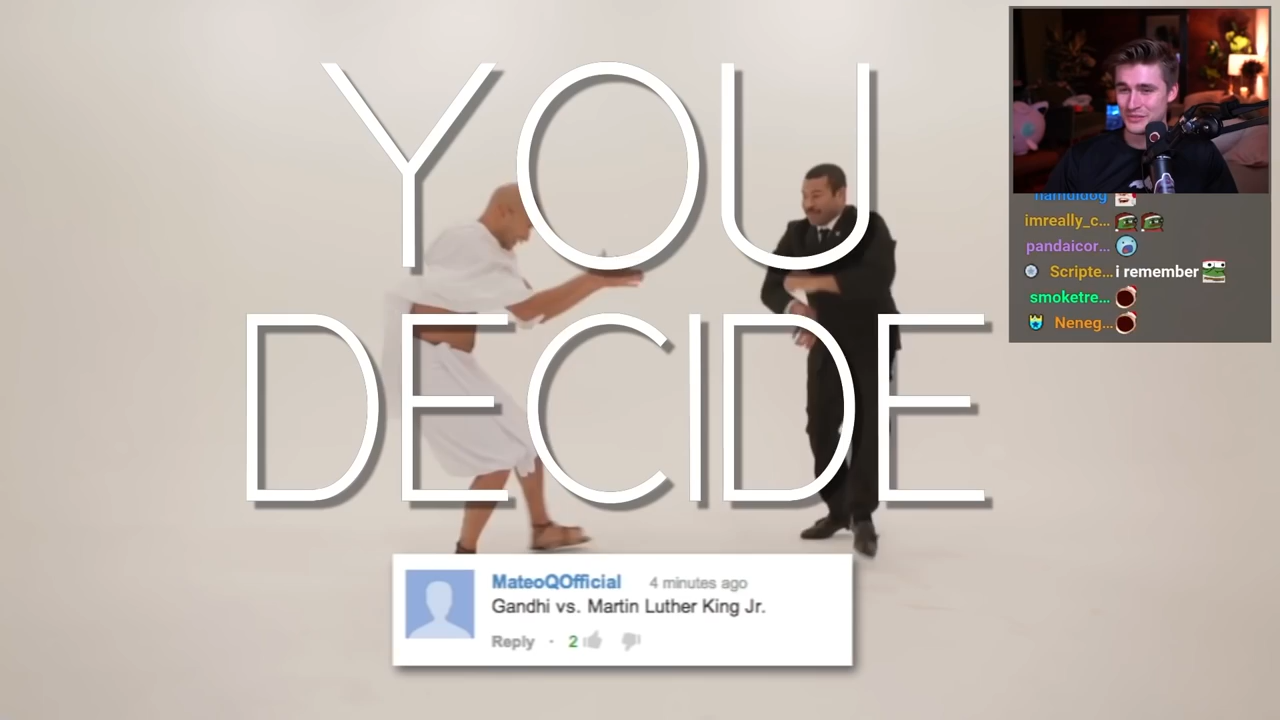 YOU
DECIDE
MateoQOfficial 4 minutes ago
Gandhi vs. Martin Luther King Jr.
Reply · 2
imreally_c...
pandaicor...
Scripte... i remember
smoketre...
Neneg...